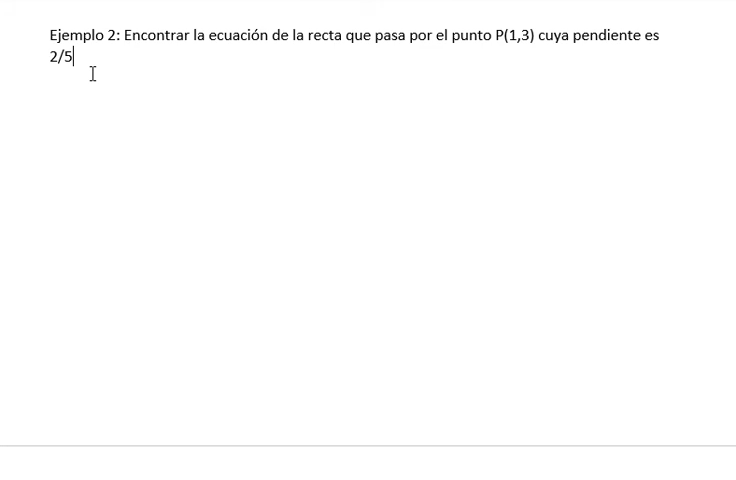 Ejemplo 2: Encontrar la ecuación de la recta que pasa por el punto P(1,3) cuya pendiente es
2/5